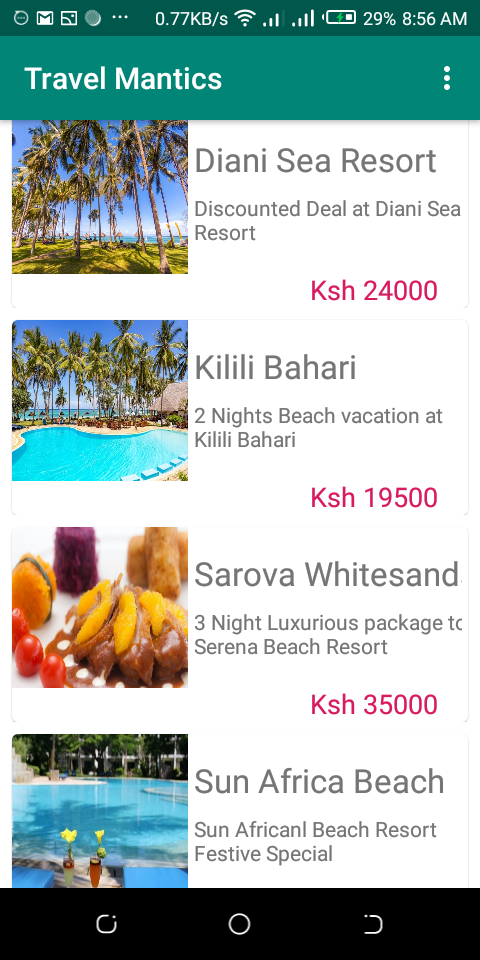 0.77KB/s 29% 8:56 AM
Travel Mantics
Diani Sea Resort
Discounted Deal at Diani Sea
Resort
Ksh 24000
Kilili Bahari
2 Nights Beach vacation at
Kilili Bahari
Ksh 19500
Sarova Whitesands
3 Night Luxurious package to
Serena Beach Resort
Ksh 35000
Sun Africa Beach
Sun Africanl Beach Resort
Festive Special